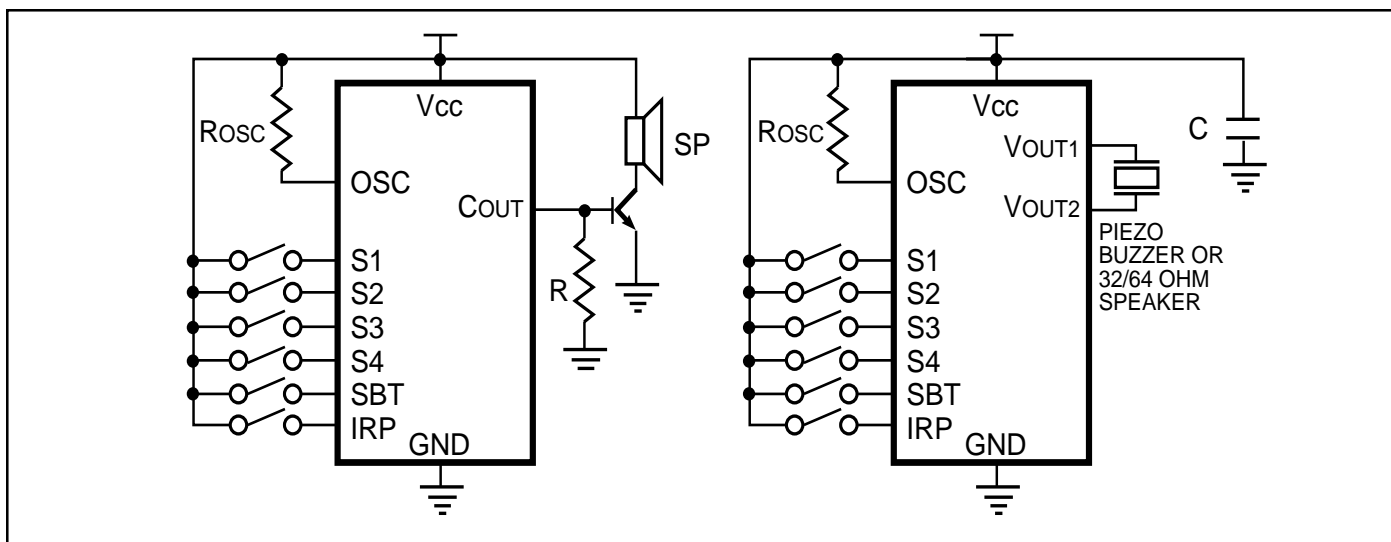 Vcc
ROSC
OSC
COUT
SP
S1
S2
S3
S4
SBT
IRP
GND
R
Vcc
ROSC
OSC
VOUT1
VOUT2
C
PIEZO
BUZZER OR
32/64 OHM
SPEAKER
S1
S2
S3
S4
SBT
IRP
GND